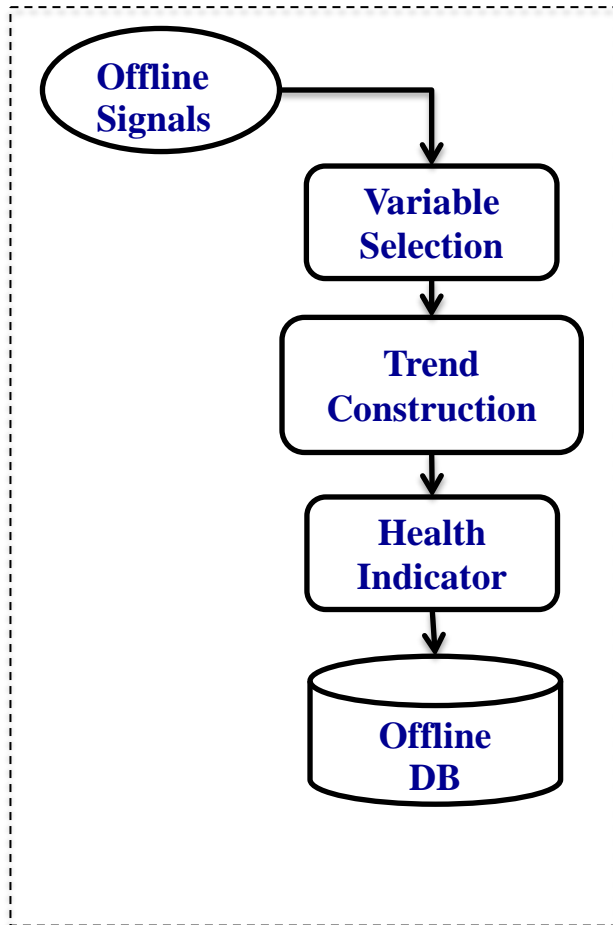 Offline
Signals
Variable
Selection
Trend
Construction
Health
Indicator
Offline
DB